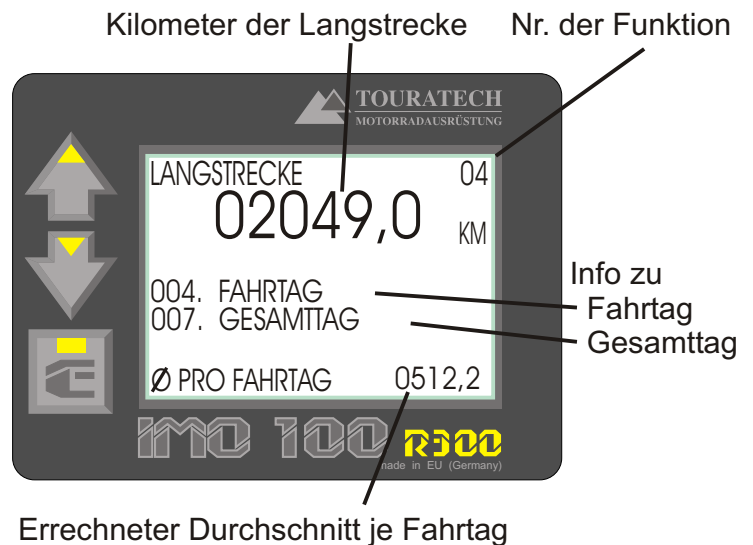 Kilometer der Langstrecke Nr. der Funktion
TOURATECH
MOTORRADAUSRÜSTUNG
LANGSTRECKE 04
02049,0 KM
Info zu
004. FAHRTAG Fahrtag
007. GESAMTTAG Gesamttag
Ø PRO FAHRTAG 0512,2
IMO 100 R300
made in EU (Germany)
Errechneter Durchschnitt je Fahrtag